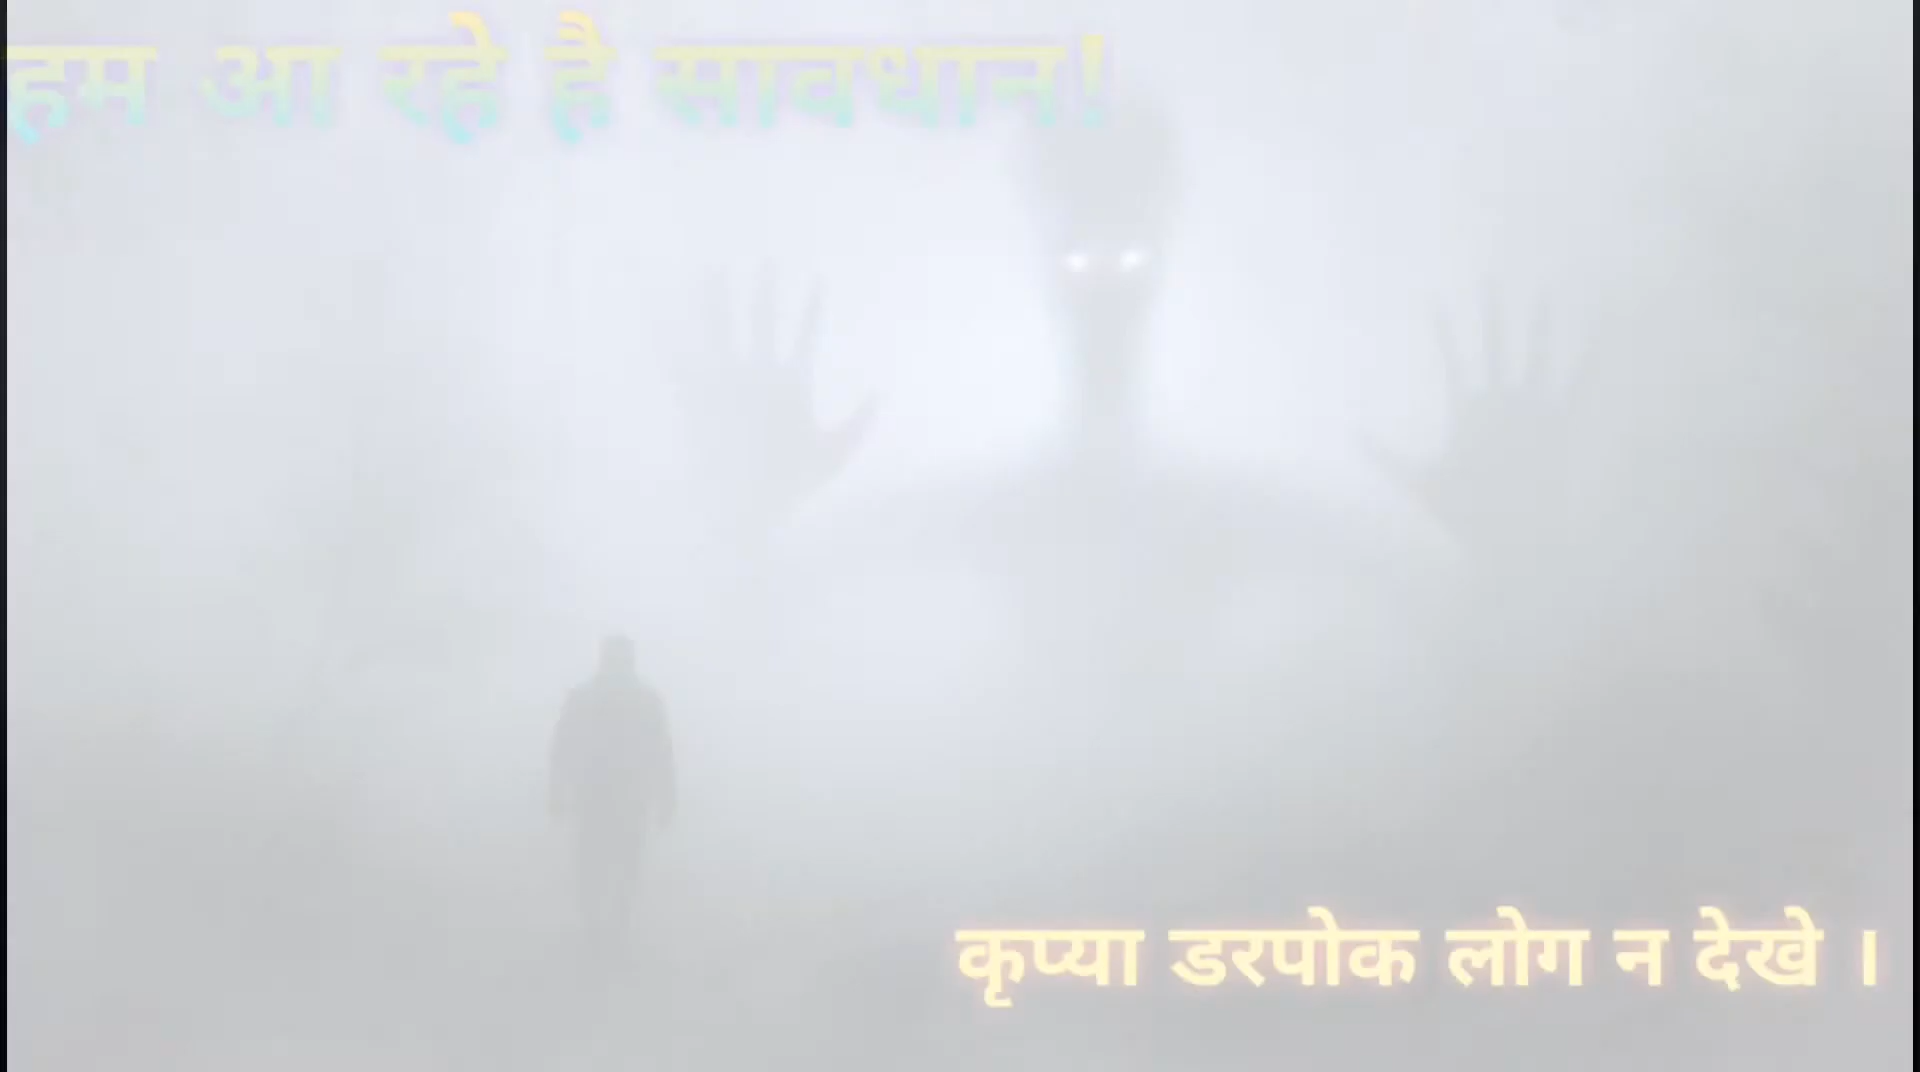 हम आ रहे है सावधान!
कृप्या डरपोक लोग न देखे ।